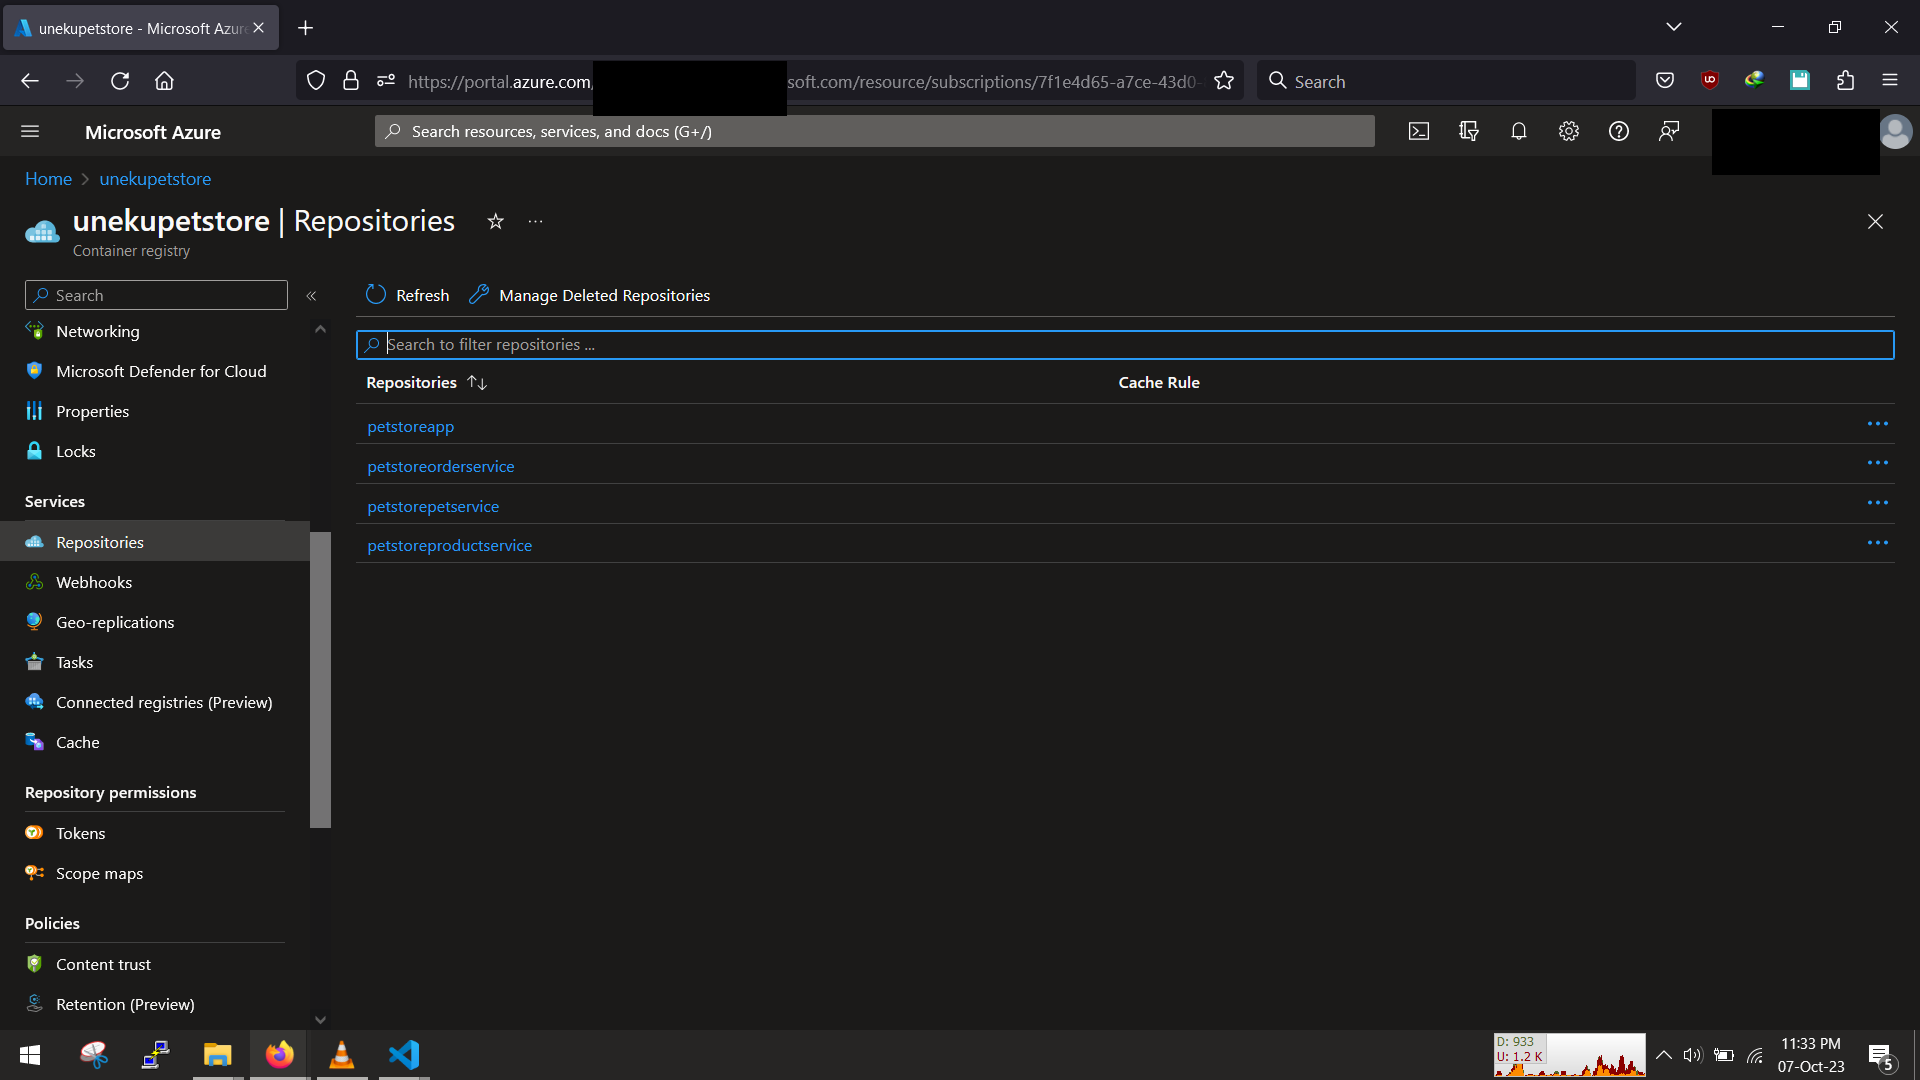 unekupetstore - Microsoft Azure
https://portal.azure.com/
soft.com/resource/subscriptions/7f1e4d65-a7ce-43d0-
Search
Microsoft Azure
Search resources, services, and docs (G+/)
Home
unekupetstore
unekupetstore | Repositories
Container registry
Search
Networking
Microsoft Defender for Cloud
Properties
Locks
Services
Repositories
Webhooks
Geo-replications
Tasks
Connected registries (Preview)
Cache
Repository permissions
Tokens
Scope maps
Policies
Content trust
Retention (Preview)
Refresh
Manage Deleted Repositories
Search to filter repositories ...
Repositories
Cache Rule
petstoreapp
petstoreorderservice
petstorepetservice
petstoreproductservice
D: 933
U: 1.2 K
11:33 PM
07-Oct-23
5